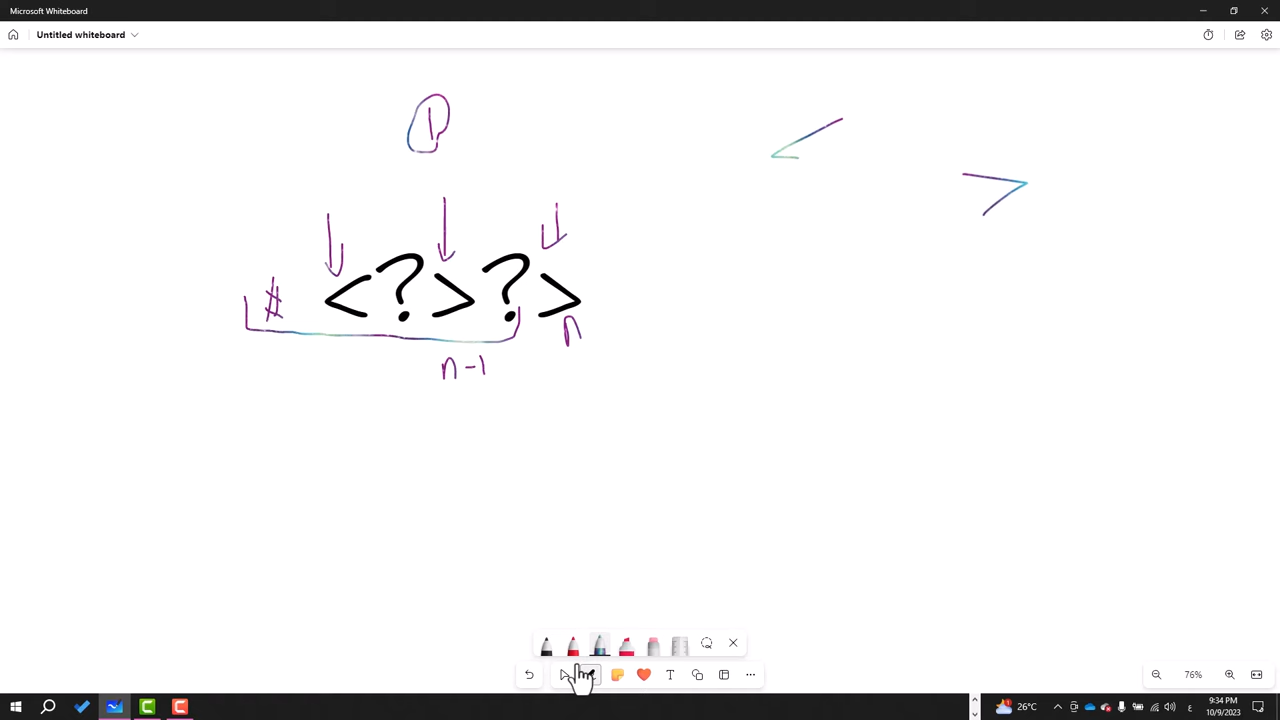 Microsoft Whiteboard
Untitled whiteboard
1
# <?>?>
n
n-1
T
76%
26°C
ع
9:34 PM
10/9/2023